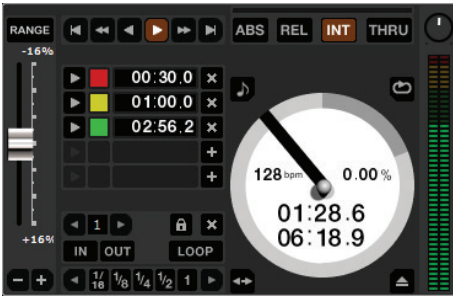 RANGE ABS REL INT THRU
-16%
00:30.0
01:00.0
02:56.2
128 bpm 0.00 %
01:28.6
06:18.9
+16%
1
IN OUT LOOP
1/16 1/8 1/4 1/2 1